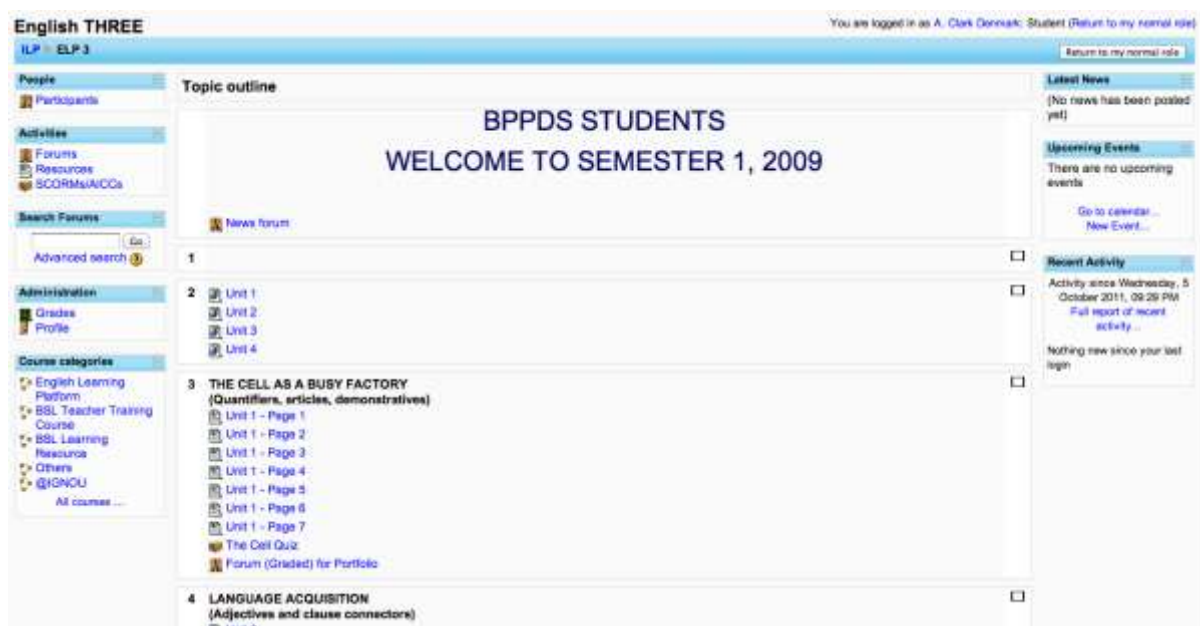 English THREE
You are logged in as A. Clark Denmark: Student (Return to my normal role)
ILP ELP 3
Return to my normal role
People
Participants
Activities
Forums
Resources
SCORMs/AICCs
Search Forums
Go
Advanced search
Administration
Grades
Profile
Course categories
English Learning
Platform
BSL Teacher Training
Course
BSL Learning
Resource
Others
@IGNOU
All courses ...
Topic outline
BPPDS STUDENTS
WELCOME TO SEMESTER 1, 2009
News forum
1
2 Unit 1
Unit 2
Unit 3
Unit 4
3 THE CELL AS A BUSY FACTORY
(Quantifiers, articles, demonstratives)
Unit 1 - Page 1
Unit 1 - Page 2
Unit 1 - Page 3
Unit 1 - Page 4
Unit 1 - Page 5
Unit 1 - Page 6
Unit 1 - Page 7
The Cell Quiz
Forum (Graded) for Portfolio
4 LANGUAGE ACQUISITION
(Adjectives and clause connectors)
Latest News
(No news has been posted
yet)
Upcoming Events
There are no upcoming
events
Go to calendar...
New Event...
Recent Activity
Activity since Wednesday, 5
October 2011, 09:29 PM
Full report of recent
activity...
Nothing new since your last
login